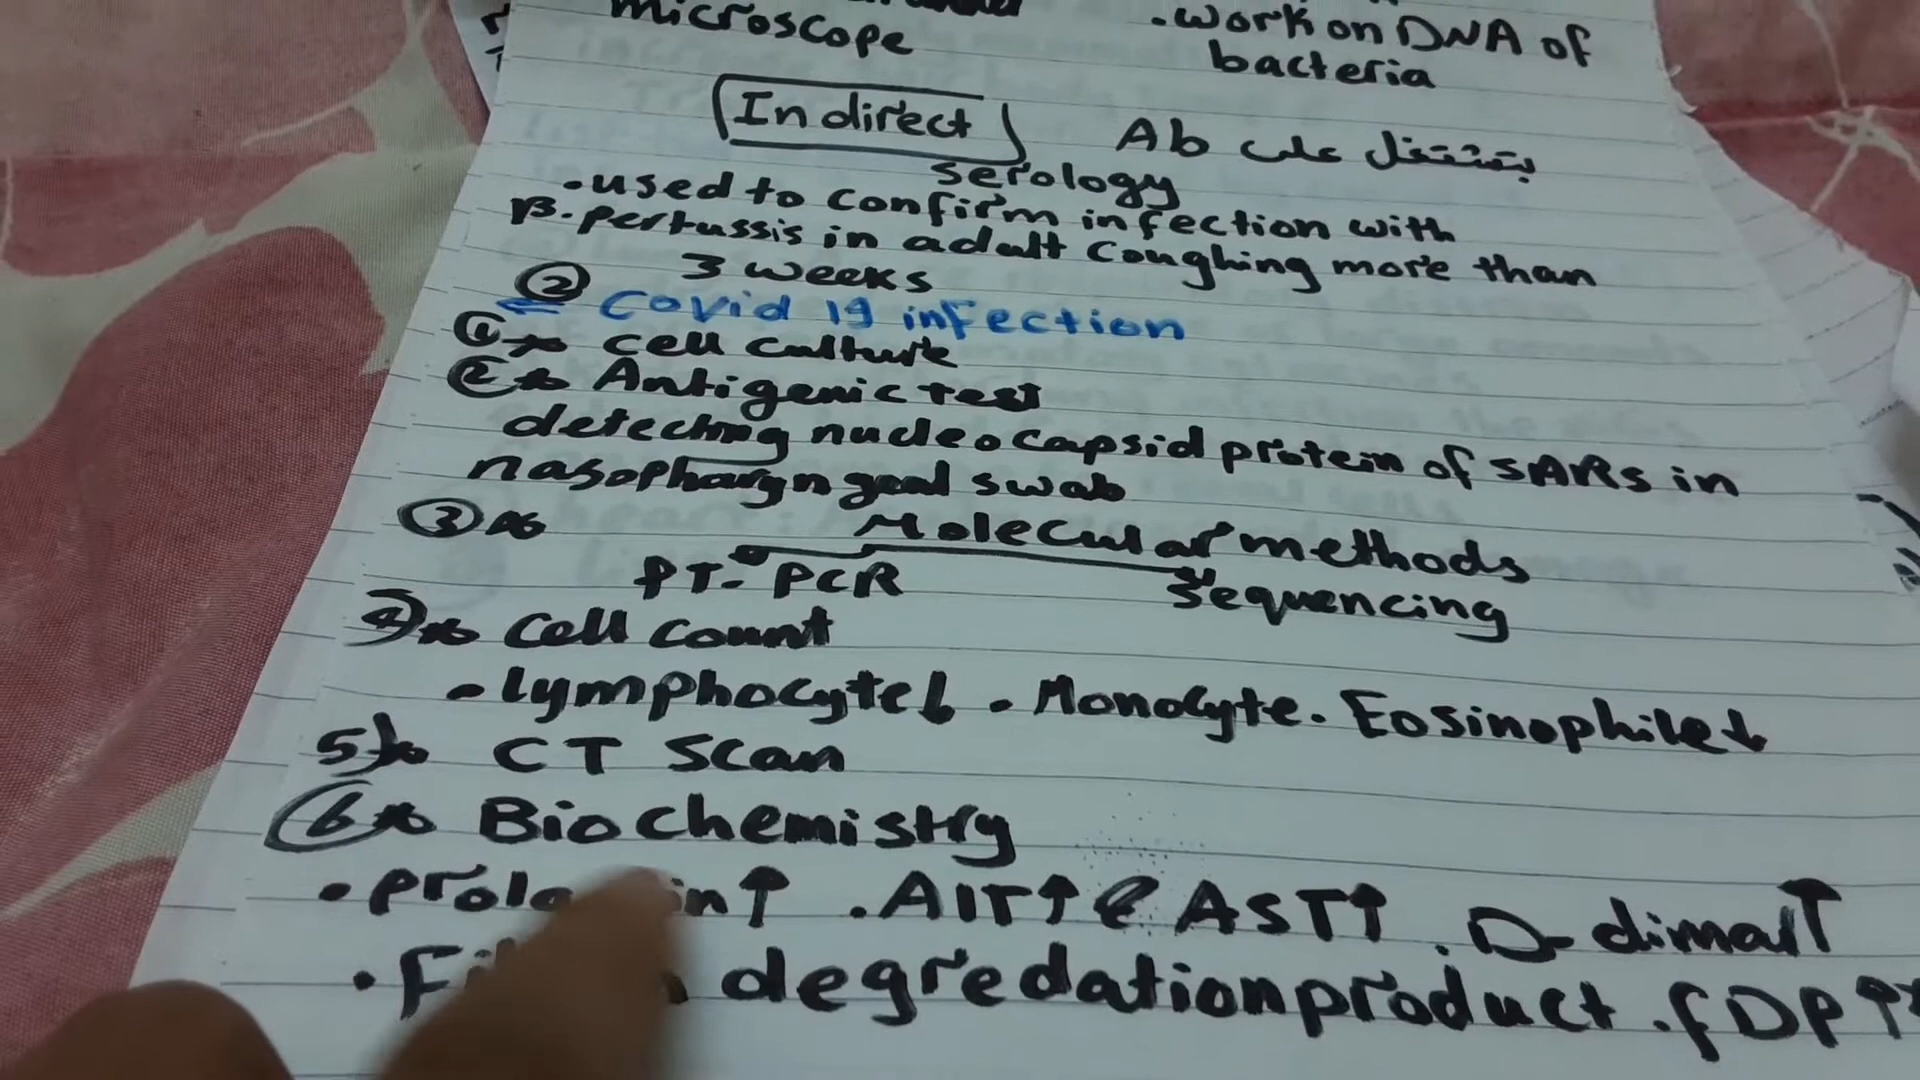 microscope
.work on DNA of
bacteria
Indirect
Ab بتشتغل على
serology
.used to confirm infection with
B. pertussis in adult coughing more than
3 weeks
② Covid 19 infection
① cell culture
② Antigenic test
detecting nucleocapsid protein of SARs in
nasopharyngeal swab
③ Molecular methods
PT-PCR sequencing
④ cell count
. lymphocyte↓ . Monocyte. Eosinophile↓
5 CT scan
6 Biochemistry
. ↑ .AlT↑ & AST↑ . D-dimar↑
. degredation product .fDP↑